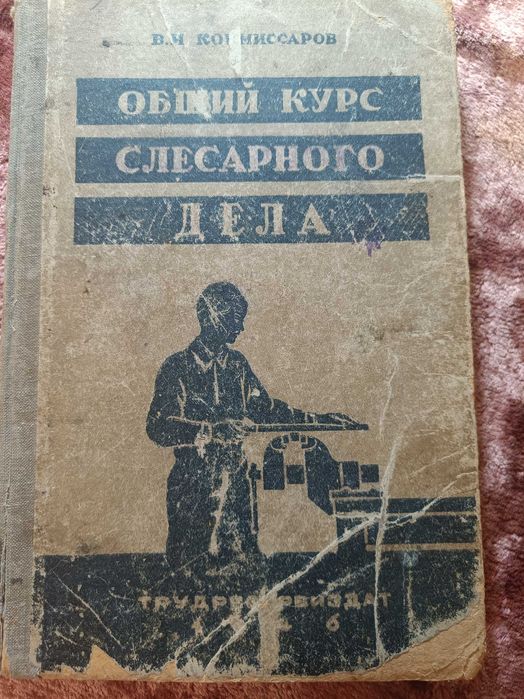 В.М КОМИССАРОВ
ОБЩИЙ КУРС
СЛЕСАРНОГО
ДЕЛА
ТРУДРЕЗЕРВИЗДАТ